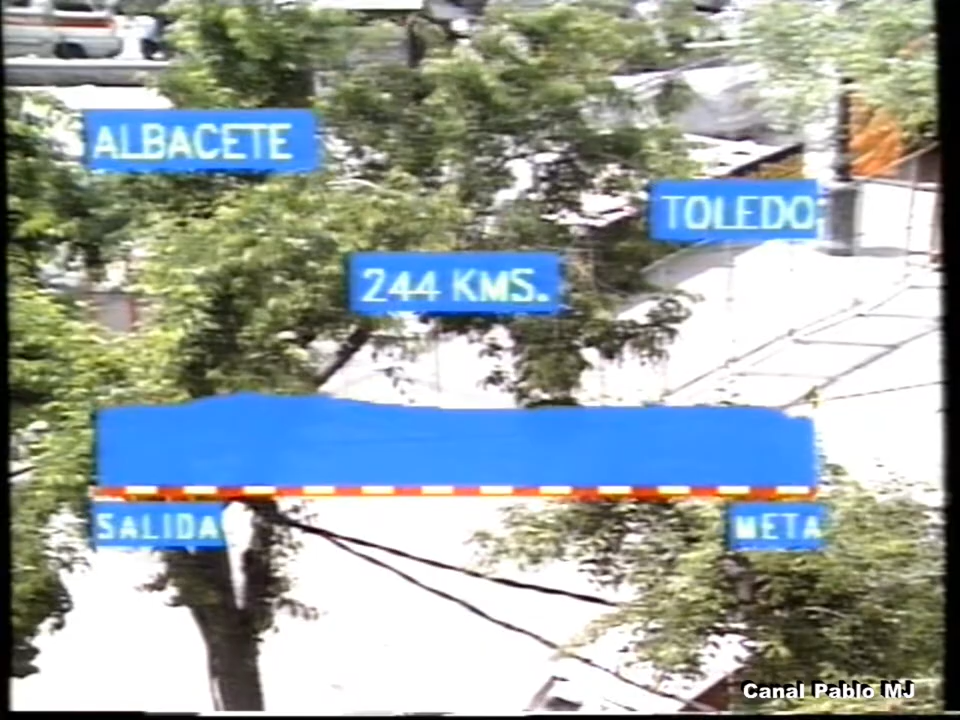 ALBACETE
TOLEDO
244 KMS.
SALIDA
META
Canal Pablo MJ